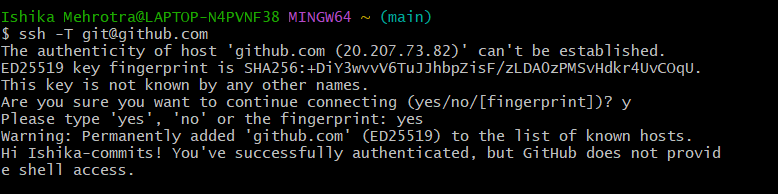 Ishika Mehrotra@LAPTOP-N4PVNF38 MINGW64 ~ (main)
$ ssh -T git@github.com
The authenticity of host 'github.com (20.207.73.82)' can't be established.
ED25519 key fingerprint is SHA256:+DiY3wvvV6TuJJhbpZisF/zLDA0zPMSvHdkr4UvCOqU.
This key is not known by any other names.
Are you sure you want to continue connecting (yes/no/[fingerprint])? y
Please type 'yes', 'no' or the fingerprint: yes
Warning: Permanently added 'github.com' (ED25519) to the list of known hosts.
Hi Ishika-commits! You've successfully authenticated, but GitHub does not provid
e shell access.